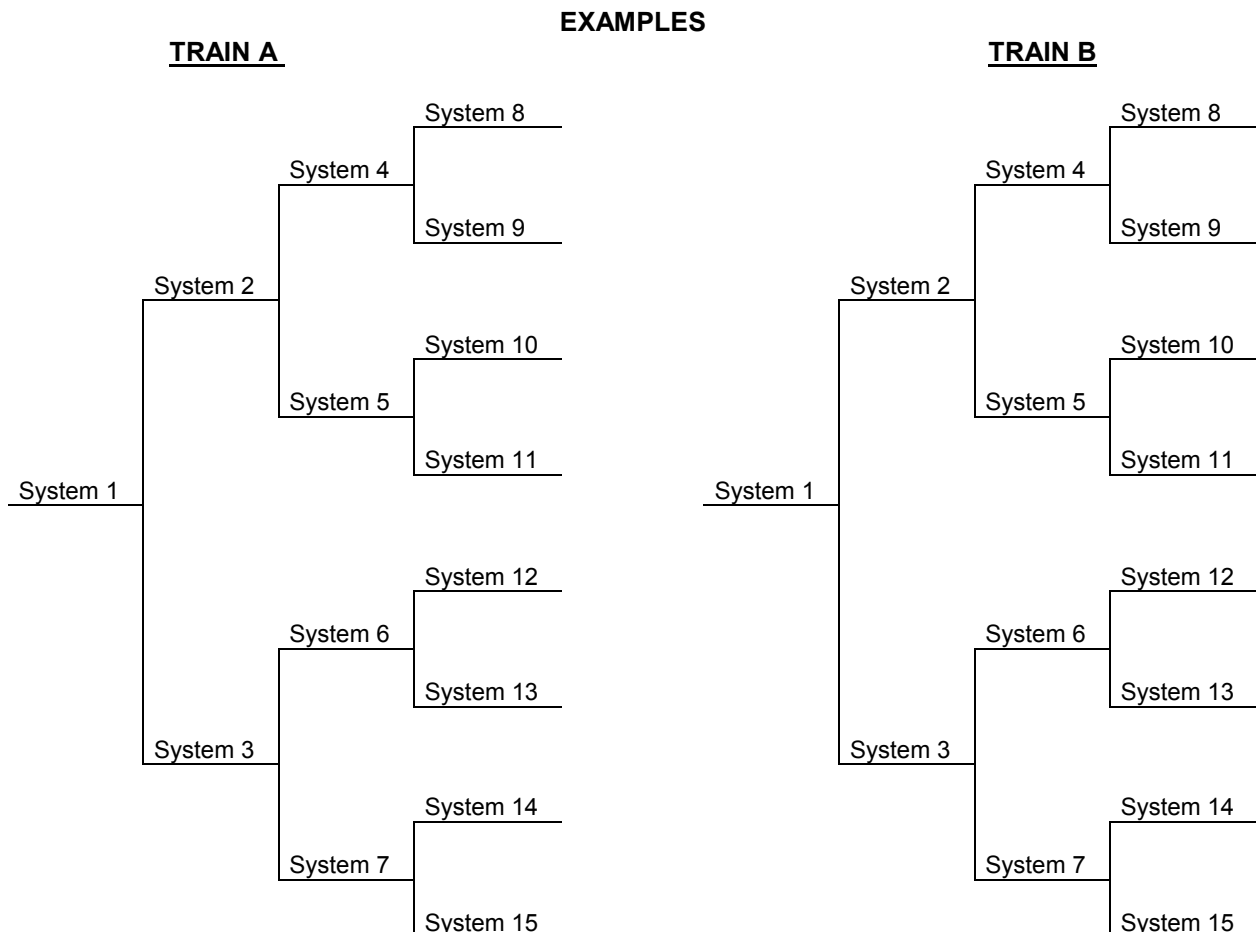 EXAMPLES
TRAIN A
TRAIN B
System 8
System 4
System 9
System 2
System 10
System 5
System 11
System 1
System 12
System 6
System 13
System 3
System 14
System 7
System 15
System 8
System 4
System 9
System 2
System 10
System 5
System 11
System 1
System 12
System 6
System 13
System 3
System 14
System 7
System 15